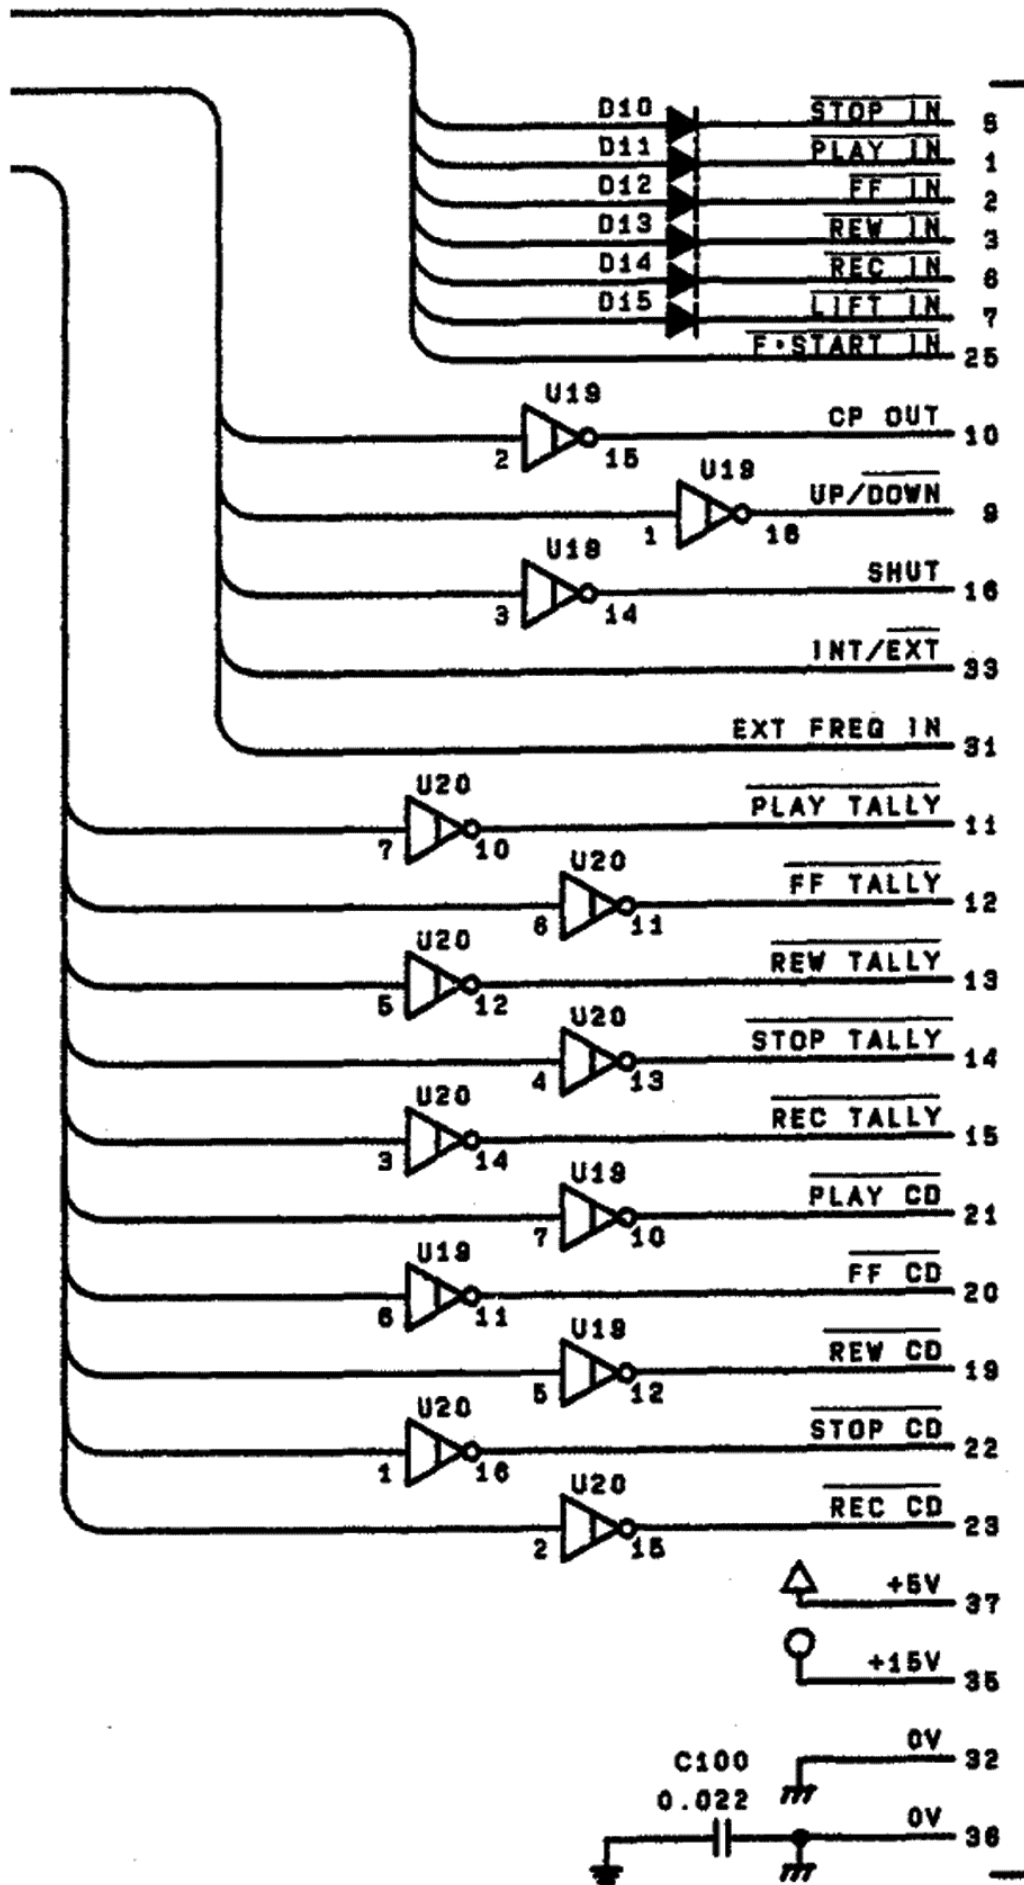 D10 STOP IN 5
D11 PLAY IN 1
D12 FF IN 2
D13 REW IN 3
D14 REC IN 6
D15 LIFT IN 7
F·START IN 25
U19
2 15 CP OUT 10
U19
1 16 UP/DOWN 9
U19
3 14 SHUT 16
INT/EXT 33
EXT FREQ IN 31
U20
7 10 PLAY TALLY 11
U20
6 11 FF TALLY 12
U20
5 12 REW TALLY 13
U20
4 13 STOP TALLY 14
U20
3 14 REC TALLY 15
U19
7 10 PLAY CD 21
U19
6 11 FF CD 20
U19
5 12 REW CD 19
U20
1 16 STOP CD 22
U20
2 15 REC CD 23
+5V 37
+15V 35
0V 32
C100
0.022
0V 36